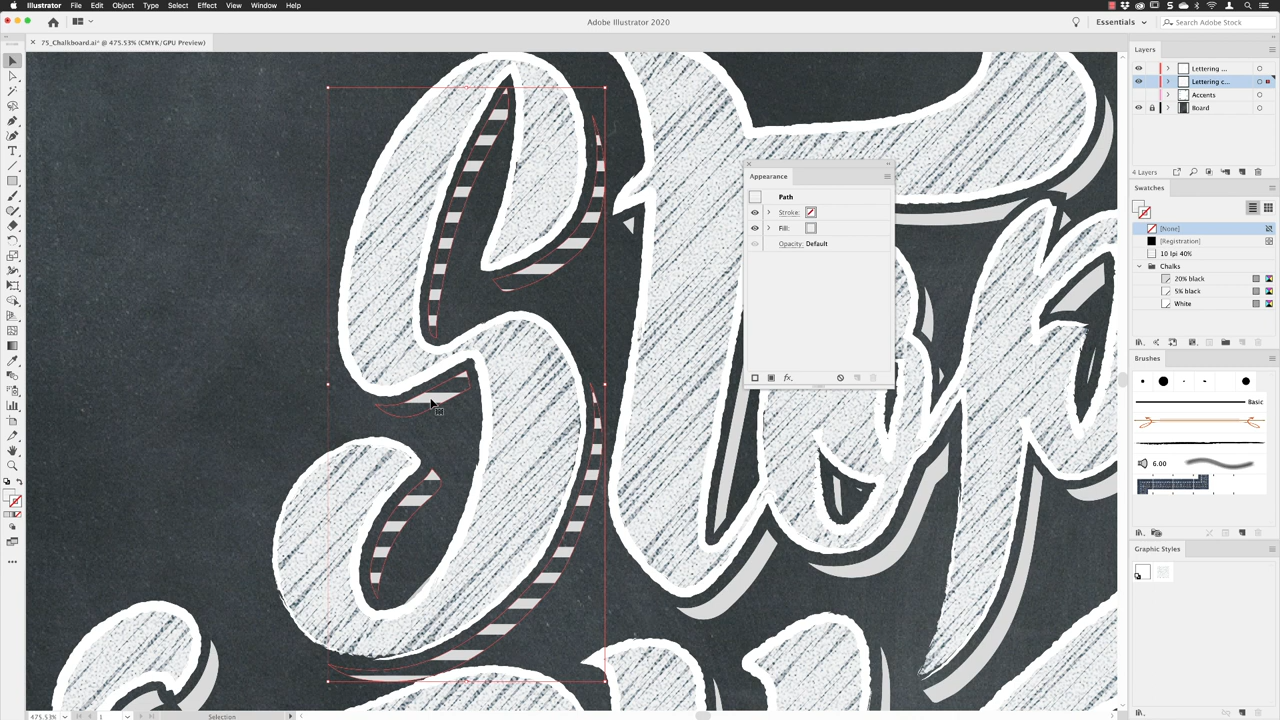 Illustrator File Edit Object Type Select Effect View Window Help
Adobe Illustrator 2020
Essentials
Search Adobe Stock
75_Chalkboard.ai* @ 475.53% (CMYK/GPU Preview)
Layers
Lettering ...
Lettering c...
Accents
Board
4 Layers
Appearance
Path
Stroke:
Fill:
Opacity: Default
fx.
Swatches
[None]
[Registration]
10 lpi 40%
Chalks
20% black
5% black
White
Brushes
Basic
6.00
Graphic Styles
475.53%
1
Selection